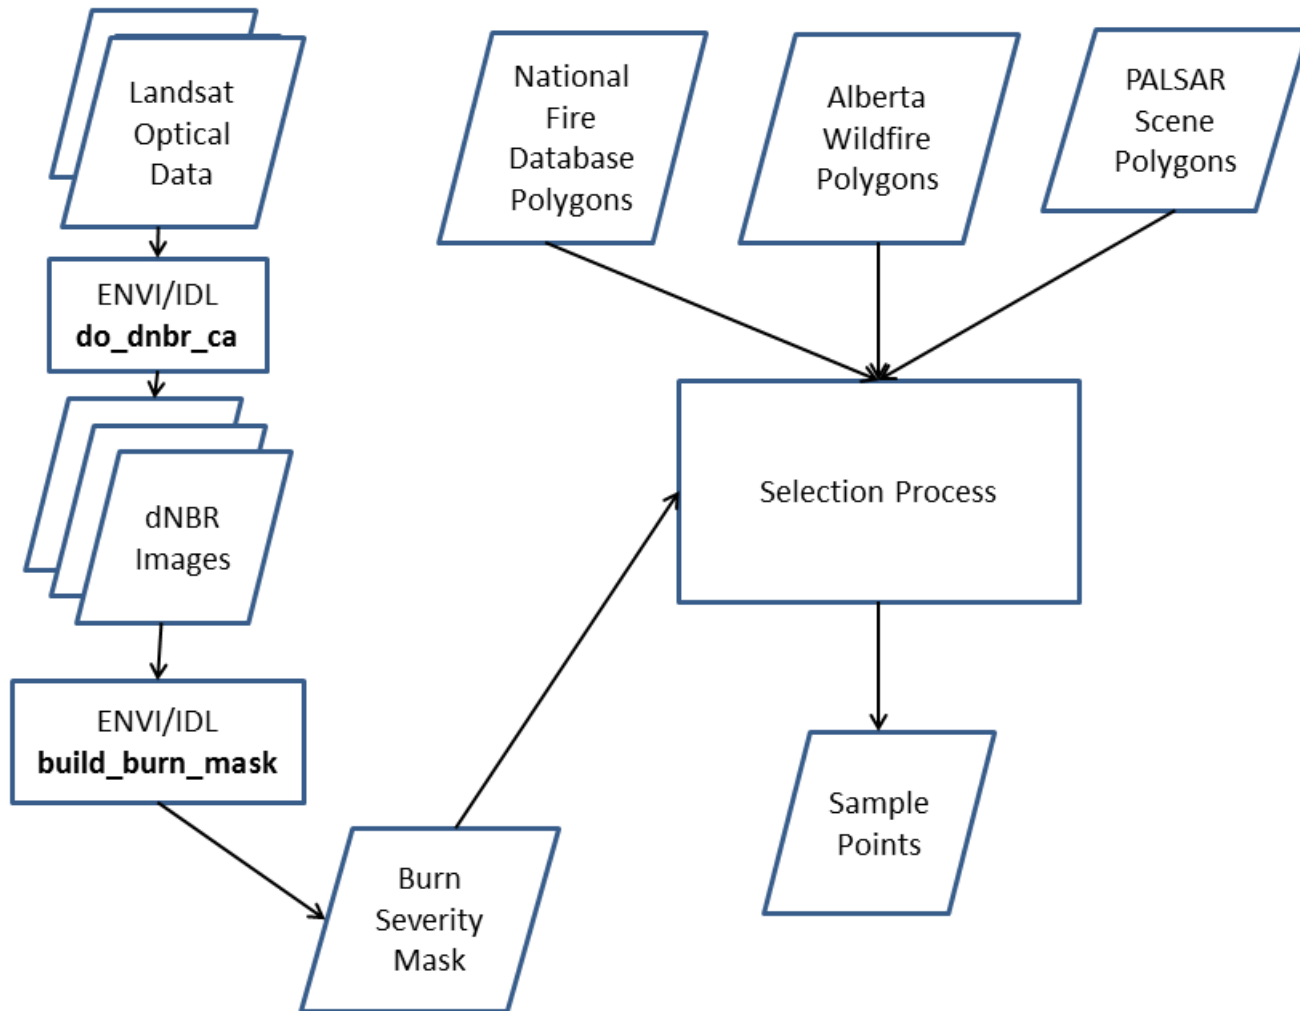 Landsat
Optical
Data
National
Fire
Database
Polygons
Alberta
Wildfire
Polygons
PALSAR
Scene
Polygons
ENVI/IDL
do_dnbr_ca
dNBR
Images
Selection Process
ENVI/IDL
build_burn_mask
Burn
Severity
Mask
Sample
Points